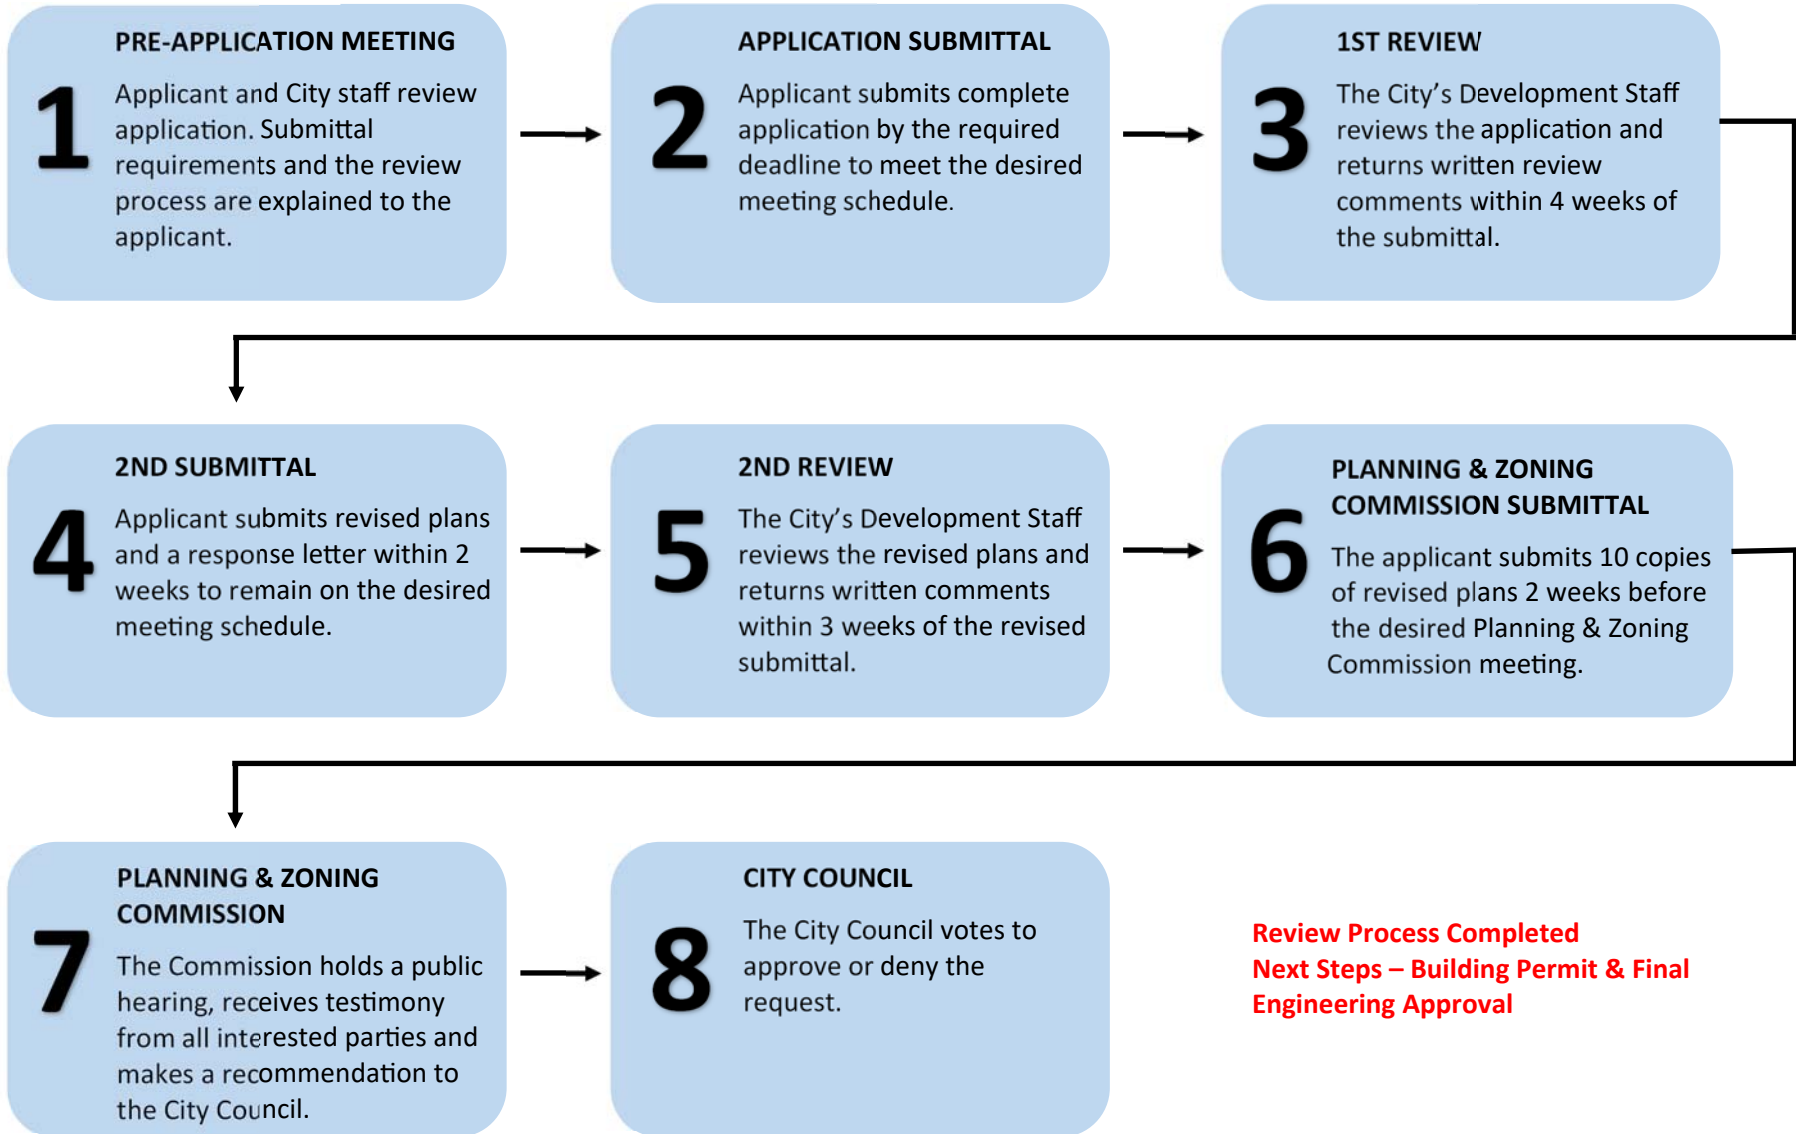 PRE-APPLICATION MEETING
1
Applicant and City staff review
application. Submittal
requirements and the review
process are explained to the
applicant.
APPLICATION SUBMITTAL
2
Applicant submits complete
application by the required
deadline to meet the desired
meeting schedule.
1ST REVIEW
3
The City’s Development Staff
reviews the application and
returns written review
comments within 4 weeks of
the submittal.
2ND SUBMITTAL
4
Applicant submits revised plans
and a response letter within 2
weeks to remain on the desired
meeting schedule.
2ND REVIEW
5
The City’s Development Staff
reviews the revised plans and
returns written comments
within 3 weeks of the revised
submittal.
PLANNING & ZONING
COMMISSION SUBMITTAL
6
The applicant submits 10 copies
of revised plans 2 weeks before
the desired Planning & Zoning
Commission meeting.
PLANNING & ZONING
COMMISSION
7
The Commission holds a public
hearing, receives testimony
from all interested parties and
makes a recommendation to
the City Council.
CITY COUNCIL
8
The City Council votes to
approve or deny the
request.
Review Process Completed
Next Steps – Building Permit & Final
Engineering Approval